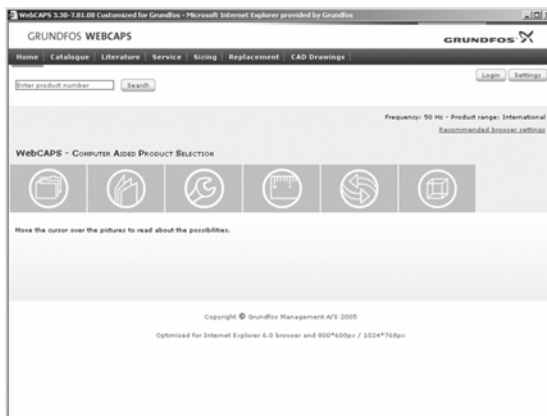 WebCAPS 3.30-7.81.08 Customized for Grundfos - Microsoft Internet Explorer provided by Grundfos
GRUNDFOS WEBCAPS
GRUNDFOS
Home Catalogue Literature Service Sizing Replacement CAD Drawings
Login Settings
Enter product number Search
Frequency: 50 Hz - Product range: International
Recommended browser settings
WebCAPS - Computer Aided Product Selection
Move the cursor over the pictures to read about the possibilities.
Copyright © Grundfos Management A/S 2005
Optimized for Internet Explorer 6.0 browser and 800*600px / 1024*768px